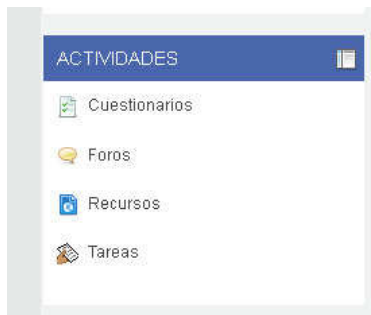 ACTIVIDADES
Cuestionarios
Foros
Recursos
Tareas